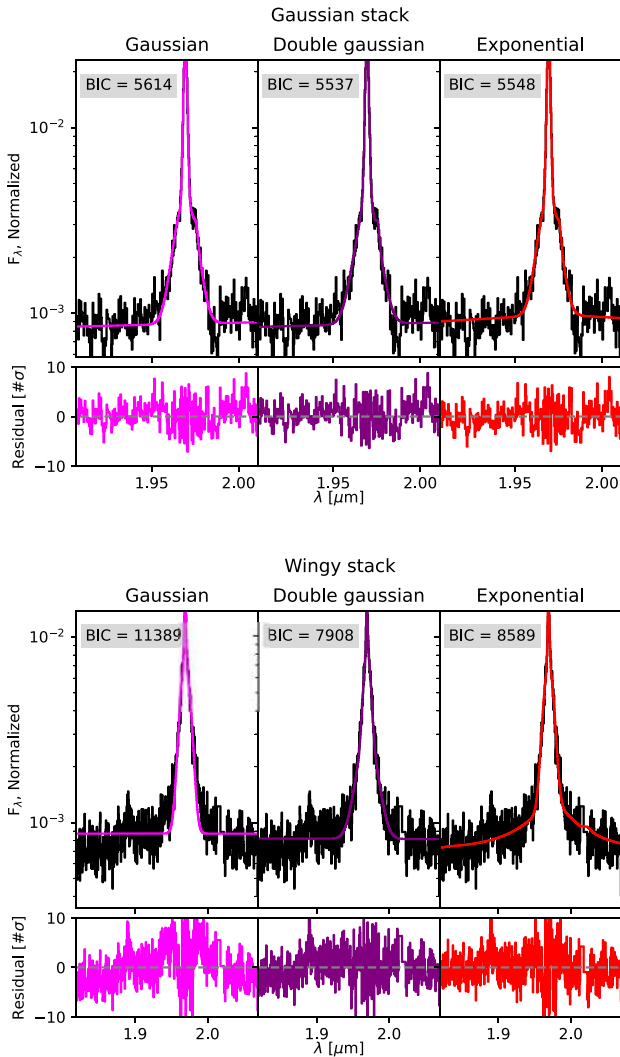 Gaussian stack
Gaussian Double gaussian Exponential
BIC = 5614 BIC = 5537 BIC = 5548
10⁻²
F_λ, Normalized
10⁻³
10
0
−10
Residual [#σ]
1.95 2.00 1.95 2.00 1.95 2.00
λ [μm]
Wingy stack
Gaussian Double gaussian Exponential
BIC = 11389 BIC = 7908 BIC = 8589
10⁻²
F_λ, Normalized
10⁻³
10
0
−10
Residual [#σ]
1.9 2.0 1.9 2.0 1.9 2.0
λ [μm]